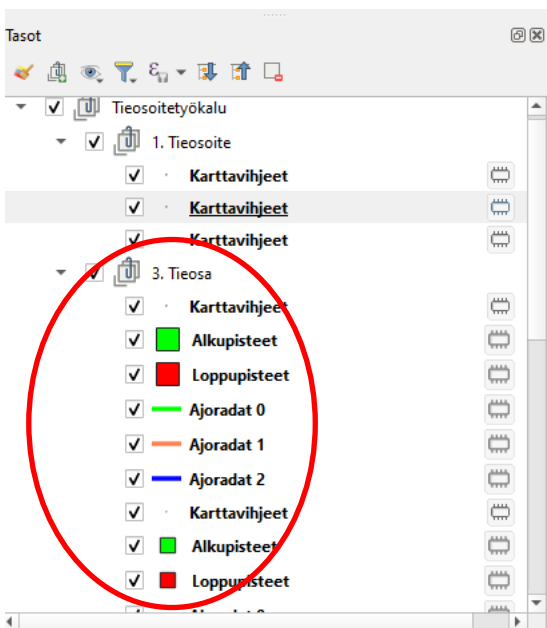 Tasot
Tieosoitetyökalu
1. Tieosoite
Karttavihjeet
Karttavihjeet
Karttavihjeet
3. Tieosa
Karttavihjeet
Alkupisteet
Loppupisteet
Ajoradat 0
Ajoradat 1
Ajoradat 2
Karttavihjeet
Alkupisteet
Loppupisteet